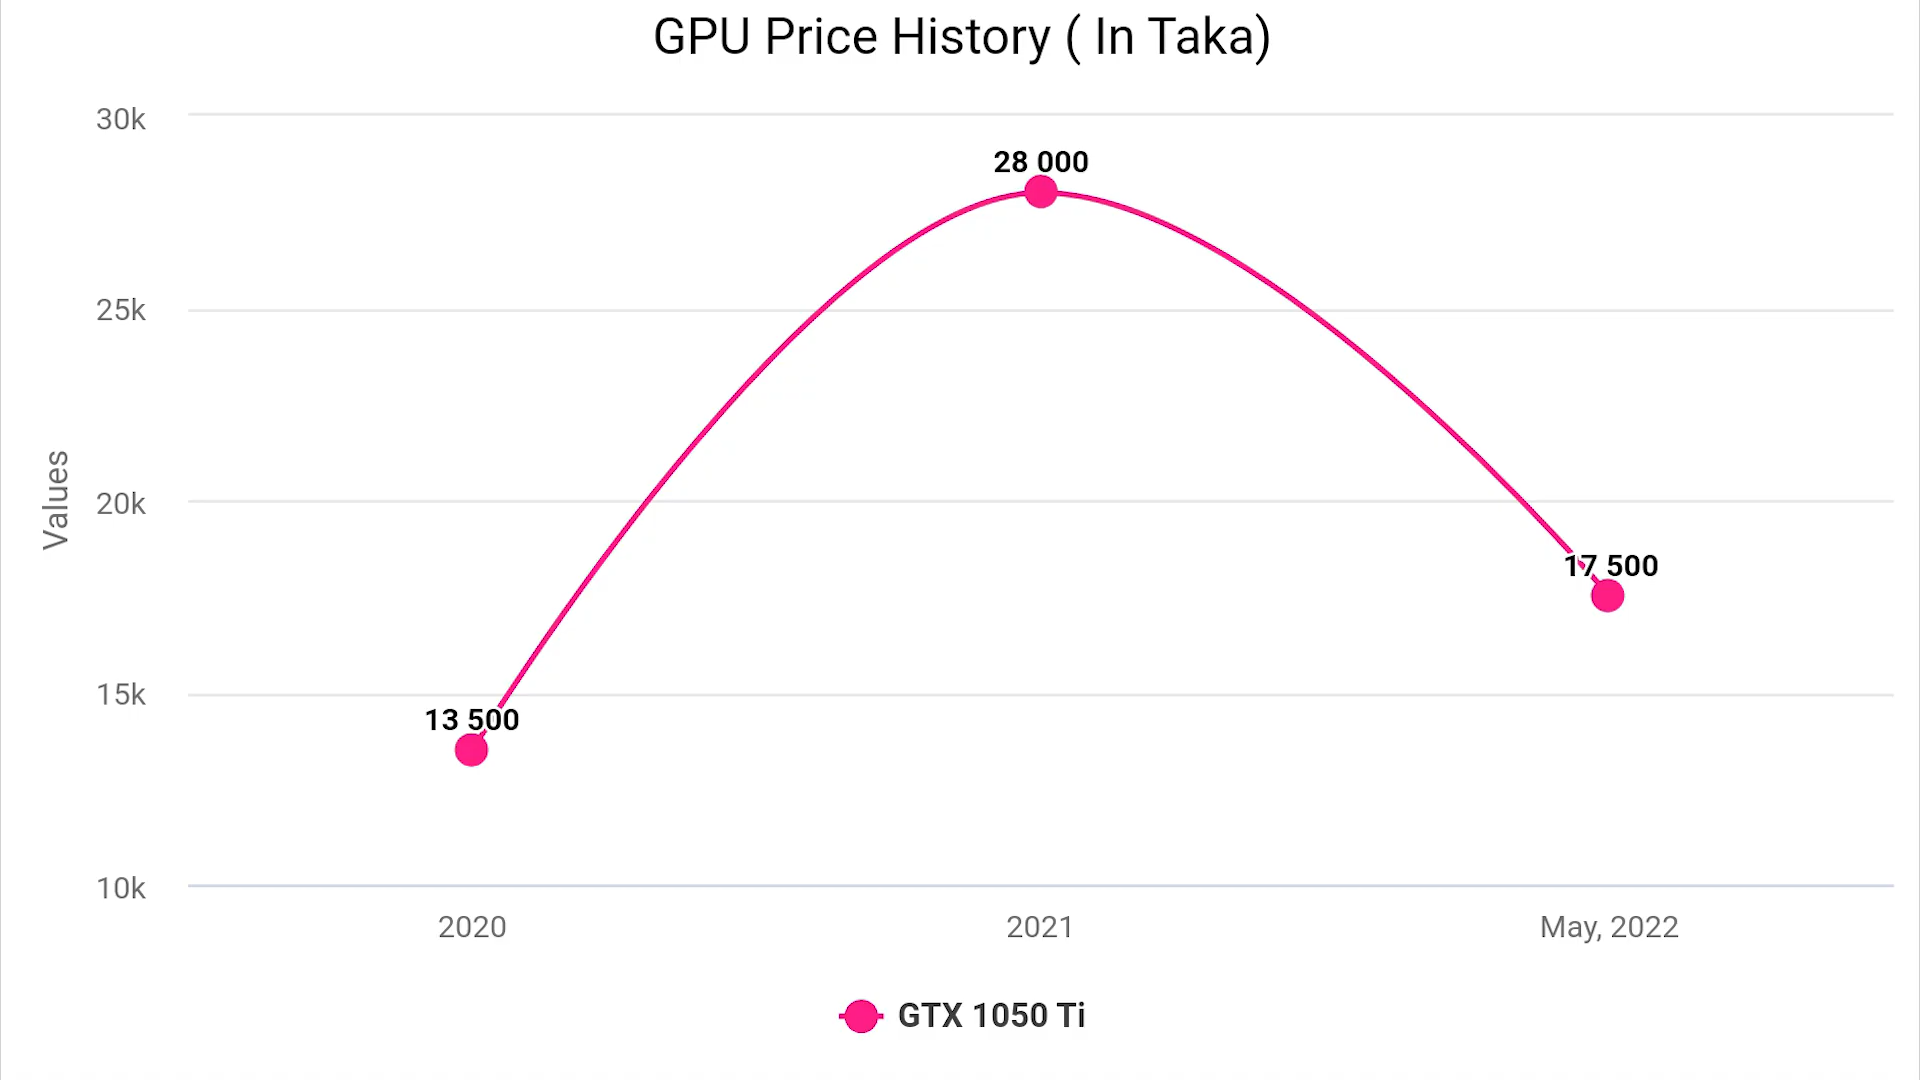 GPU Price History ( In Taka)
30k
28 000
25k
Values
20k
17 500
15k
13 500
10k
2020
2021
May, 2022
GTX 1050 Ti